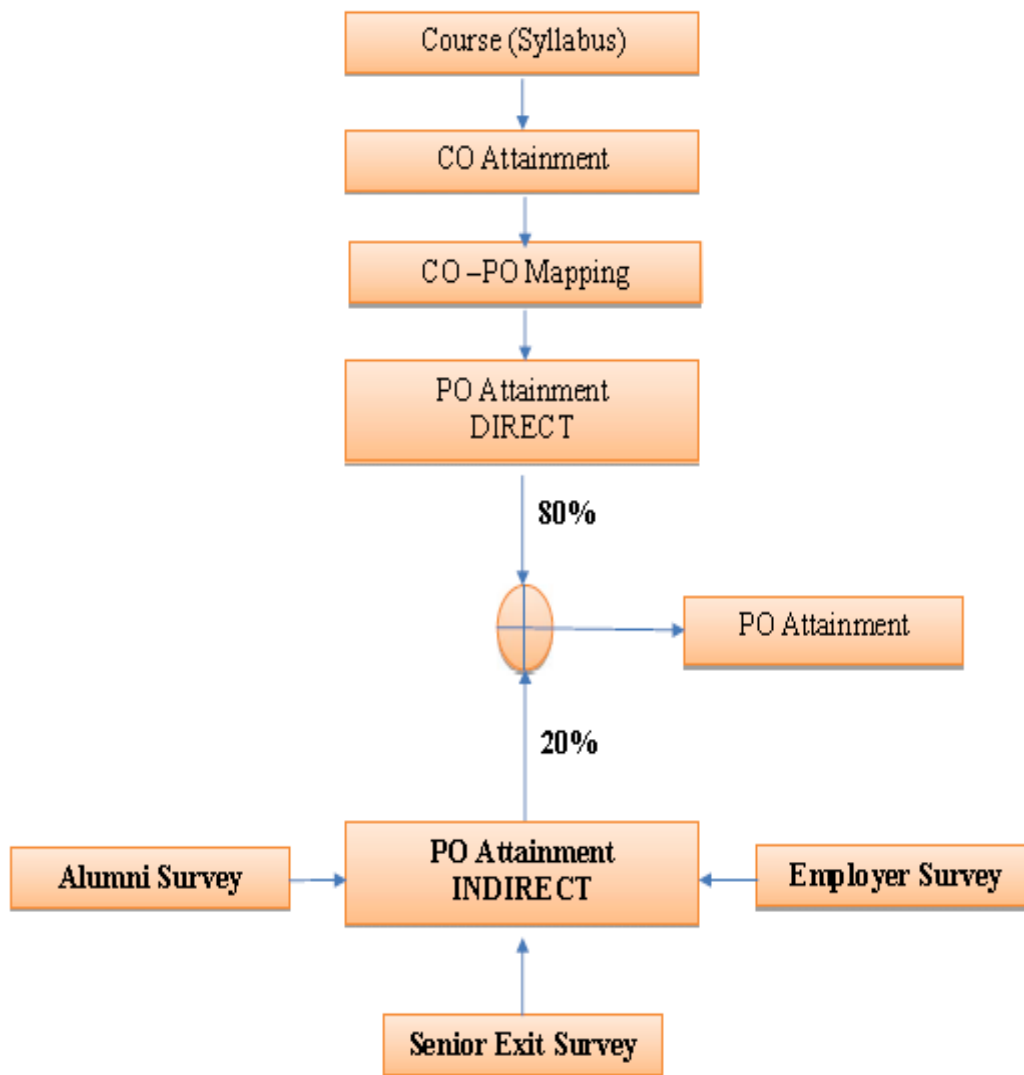 Course (Syllabus)
CO Attainment
CO –PO Mapping
PO Attainment
DIRECT
80%
PO Attainment
20%
PO Attainment
INDIRECT
Alumni Survey
Employer Survey
Senior Exit Survey